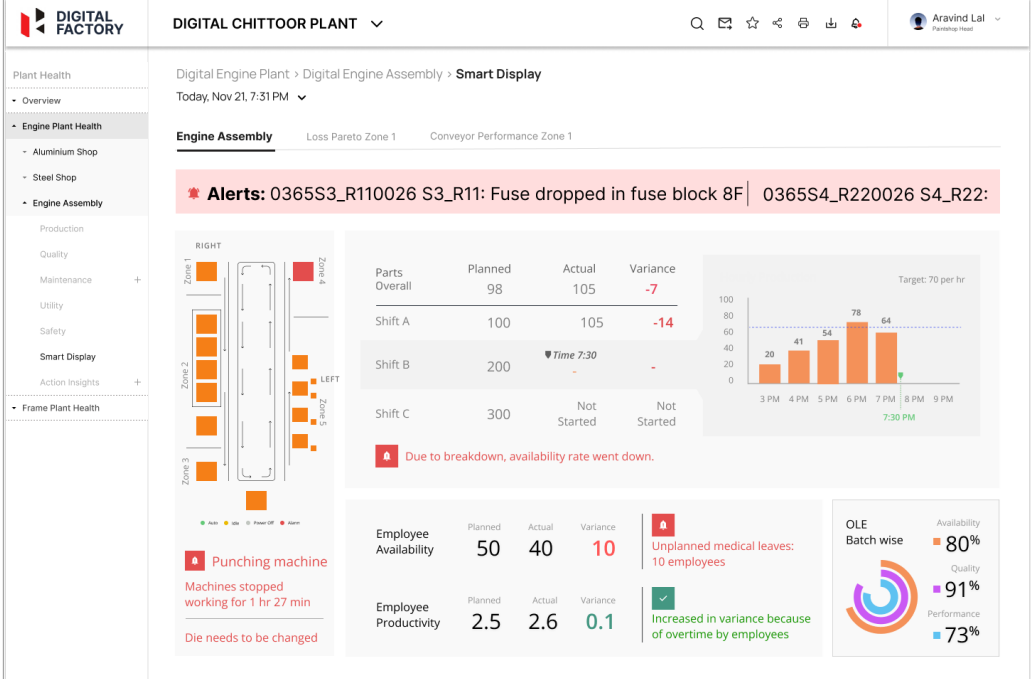 DIGITAL
FACTORY
DIGITAL CHITTOOR PLANT
Aravind Lal
Paintshop Head
Plant Health
Overview
Engine Plant Health
Aluminium Shop
Steel Shop
Engine Assembly
Production
Quality
Maintenance +
Utility
Safety
Smart Display
Action Insights +
Frame Plant Health
Digital Engine Plant > Digital Engine Assembly > Smart Display
Today, Nov 21, 7:31 PM
Engine Assembly Loss Pareto Zone 1 Conveyor Performance Zone 1
Alerts: 0365S3_R110026 S3_R11: Fuse dropped in fuse block 8F 0365S4_R220026 S4_R22:
RIGHT
Zone 1
Zone 4
Zone 2
LEFT
Zone 5
Zone 3
Auto Idle Power Off Alarm
Punching machine
Machines stopped
working for 1 hr 27 min
Die needs to be changed
Parts
Overall
Planned Actual Variance
98 105 -7
Shift A 100 105 -14
Shift B 200 Time 7:30
- -
Shift C 300 Not
Started
Not
Started
Due to breakdown, availability rate went down.
Target: 70 per hr
100
80
60
40
20
0
20 41 54 78 64
3 PM 4 PM 5 PM 6 PM 7 PM 8 PM 9 PM
7:30 PM
Employee
Availability
Planned Actual Variance
50 40 10
Unplanned medical leaves:
10 employees
Employee
Productivity
Planned Actual Variance
2.5 2.6 0.1
Increased in variance because
of overtime by employees
OLE
Batch wise
Availability
80%
Quality
91%
Performance
73%